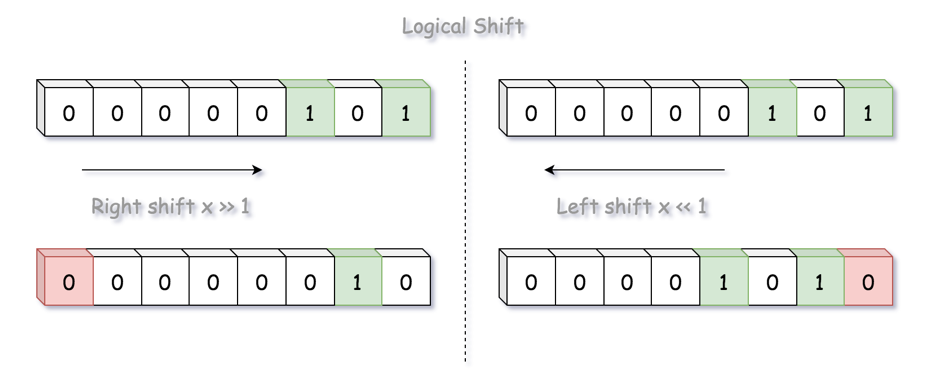 Logical Shift
0 0 0 0 0 1 0 1
0 0 0 0 0 1 0 1
Right shift x >> 1
Left shift x << 1
0 0 0 0 0 0 1 0
0 0 0 0 1 0 1 0